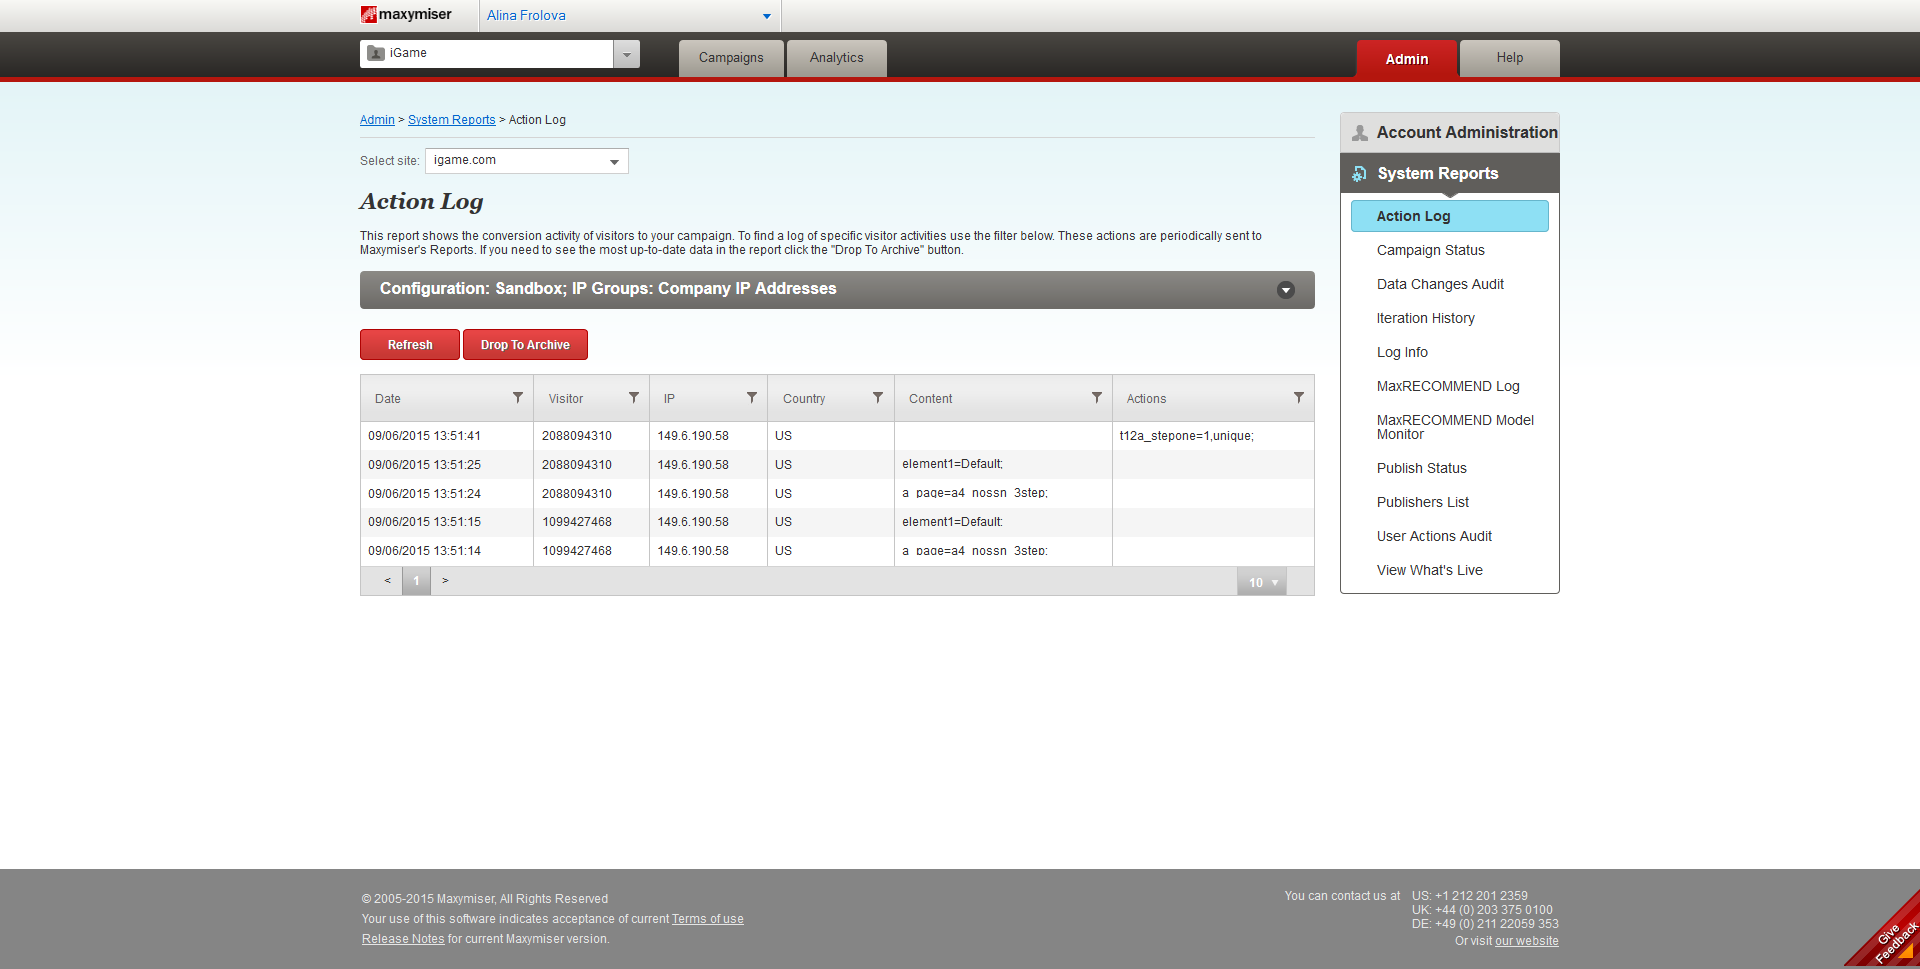 maxymiser
Alina Frolova
iGame
Campaigns
Analytics
Admin
Help
Admin > System Reports > Action Log
Select site: igame.com
Action Log
This report shows the conversion activity of visitors to your campaign. To find a log of specific visitor activities use the filter below. These actions are periodically sent to
Maxymiser's Reports. If you need to see the most up-to-date data in the report click the "Drop To Archive" button.
Configuration: Sandbox; IP Groups: Company IP Addresses
Refresh
Drop To Archive
Date Visitor IP Country Content Actions
09/06/2015 13:51:41 2088094310 149.6.190.58 US t12a_stepone=1,unique;
09/06/2015 13:51:25 2088094310 149.6.190.58 US element1=Default;
09/06/2015 13:51:24 2088094310 149.6.190.58 US a_page=a4_nossn_3step;
09/06/2015 13:51:15 1099427468 149.6.190.58 US element1=Default;
09/06/2015 13:51:14 1099427468 149.6.190.58 US a_page=a4_nossn_3step;
< 1 > 10
Account Administration
System Reports
Action Log
Campaign Status
Data Changes Audit
Iteration History
Log Info
MaxRECOMMEND Log
MaxRECOMMEND Model
Monitor
Publish Status
Publishers List
User Actions Audit
View What's Live
© 2005-2015 Maxymiser, All Rights Reserved
Your use of this software indicates acceptance of current Terms of use
Release Notes for current Maxymiser version.
You can contact us at US: +1 212 201 2359
UK: +44 (0) 203 375 0100
DE: +49 (0) 211 22059 353
Or visit our website
Give
Feedback